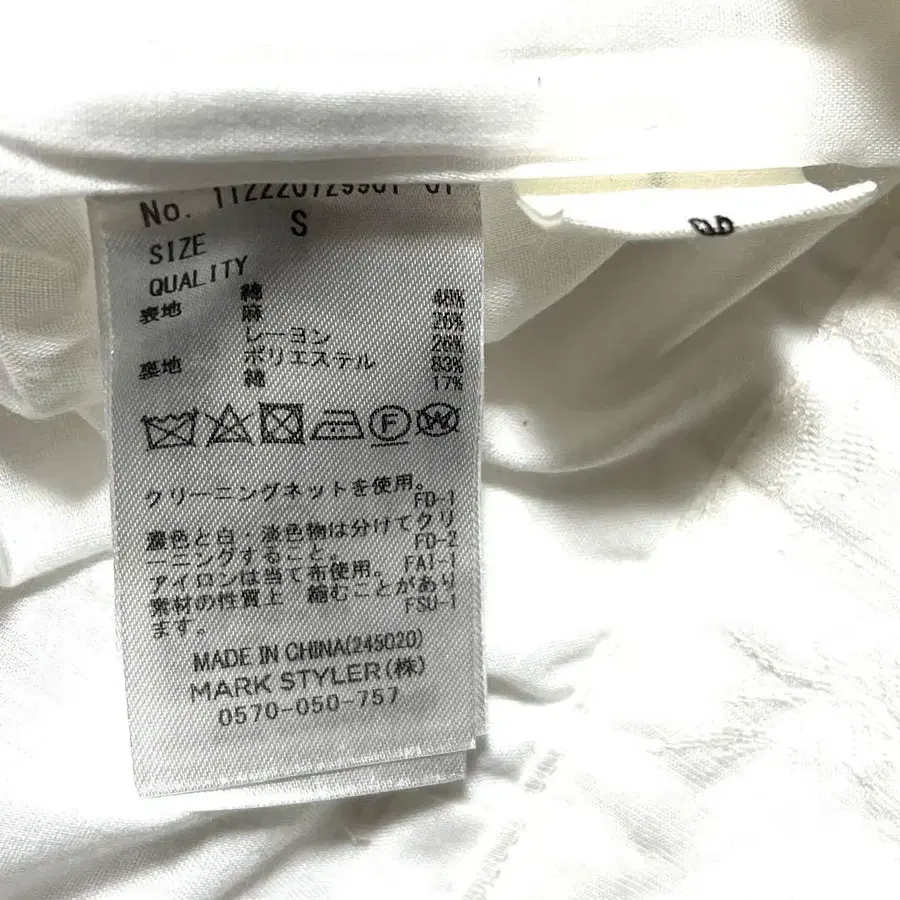 No. 112220729901 01
SIZE S
QUALITY
表地 綿 48%
麻 26%
レーヨン 26%
裏地 ポリエステル 83%
綿 17%
クリーニングネットを使用。
FD-1
濃色と白・淡色物は分けてクリ
ーニングすること。 FD-2
アイロンは当て布使用。 FAI-1
素材の性質上 縮むことがあり
ます。 FSU-1
MADE IN CHINA(245020)
MARK STYLER(株)
0570-050-757